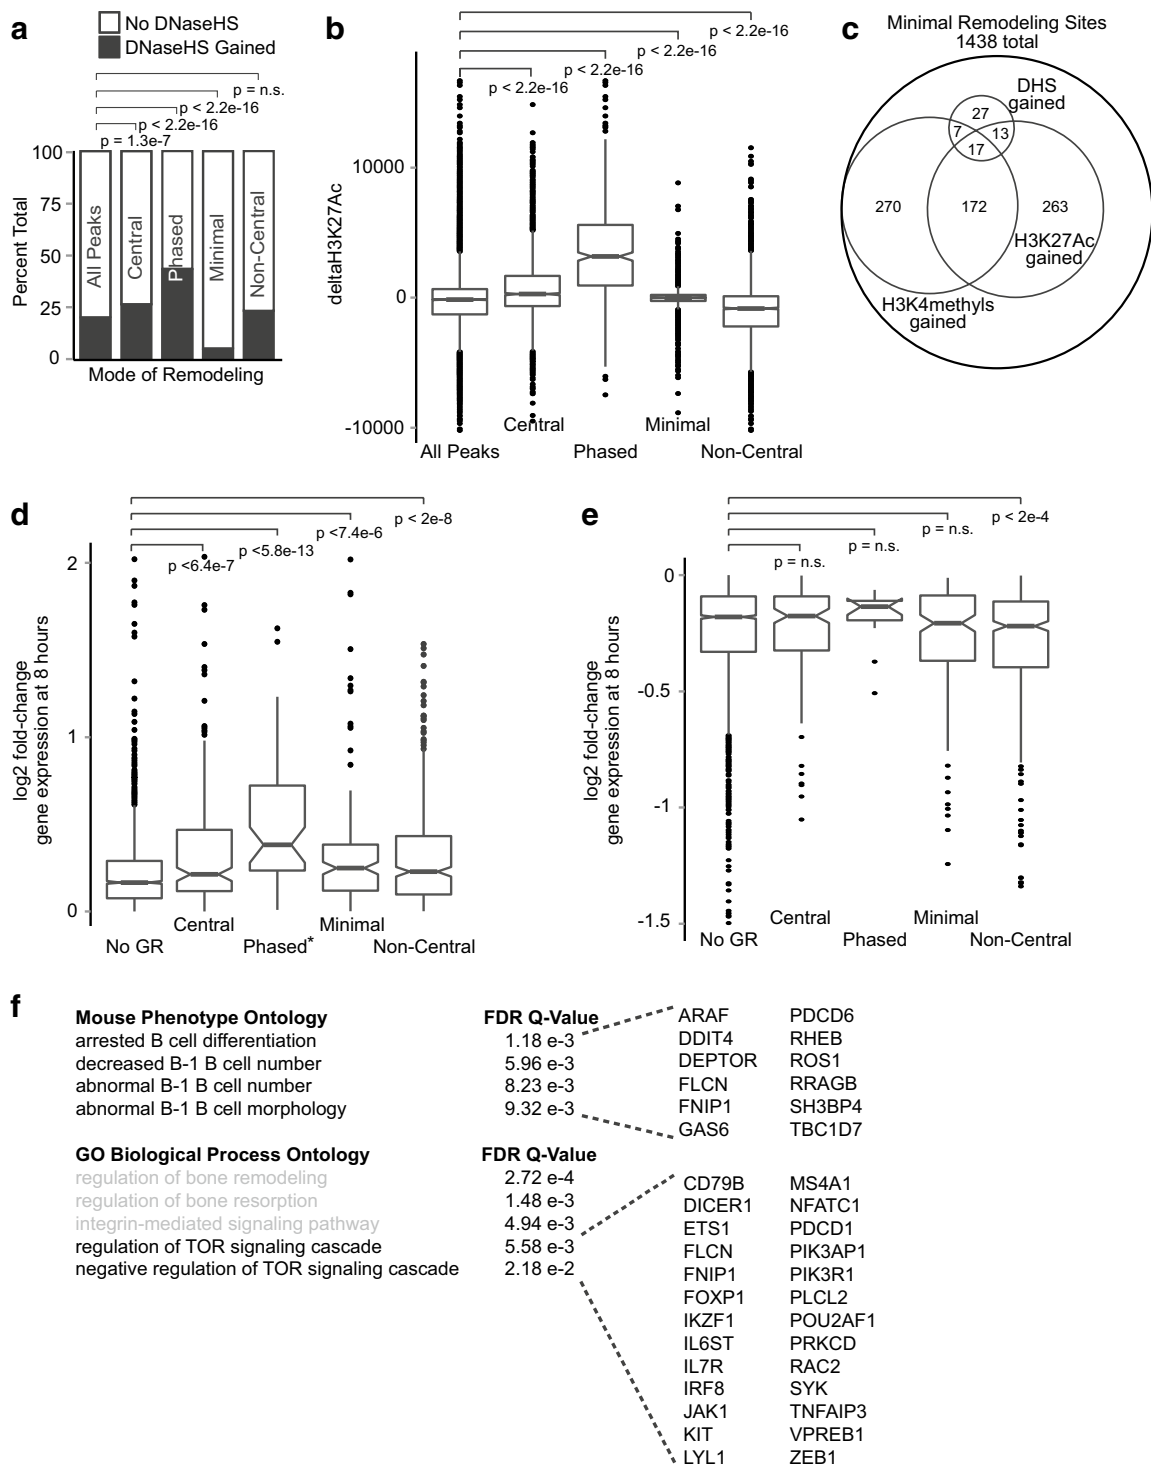 a
No DNaseHS
DNaseHS Gained
p = n.s.
p < 2.2e-16
p < 2.2e-16
p = 1.3e-7
Percent Total
100
75
50
25
0
All Peaks
Central
Phased
Minimal
Non-Central
Mode of Remodeling
b
p < 2.2e-16
p < 2.2e-16
p < 2.2e-16
p < 2.2e-16
deltaH3K27Ac
10000
0
-10000
Central
Minimal
All Peaks
Phased
Non-Central
c
Minimal Remodeling Sites
1438 total
DHS
gained
27
7
13
17
270
172
263
H3K27Ac
gained
H3K4methyls
gained
d
p < 2e-8
p <7.4e-6
p <5.8e-13
p <6.4e-7
log2 fold-change
gene expression at 8 hours
2
1
0
Central
Minimal
No GR
Phased*
Non-Central
e
p < 2e-4
p = n.s.
p = n.s.
p = n.s.
log2 fold-change
gene expression at 8 hours
0
-0.5
-1
-1.5
Central
Minimal
No GR
Phased
Non-Central
f
Mouse Phenotype Ontology FDR Q-Value
arrested B cell differentiation 1.18 e-3
decreased B-1 B cell number 5.96 e-3
abnormal B-1 B cell number 8.23 e-3
abnormal B-1 B cell morphology 9.32 e-3
ARAF PDCD6
DDIT4 RHEB
DEPTOR ROS1
FLCN RRAGB
FNIP1 SH3BP4
GAS6 TBC1D7
GO Biological Process Ontology FDR Q-Value
regulation of bone remodeling 2.72 e-4
regulation of bone resorption 1.48 e-3
integrin-mediated signaling pathway 4.94 e-3
regulation of TOR signaling cascade 5.58 e-3
negative regulation of TOR signaling cascade 2.18 e-2
CD79B MS4A1
DICER1 NFATC1
ETS1 PDCD1
FLCN PIK3AP1
FNIP1 PIK3R1
FOXP1 PLCL2
IKZF1 POU2AF1
IL6ST PRKCD
IL7R RAC2
IRF8 SYK
JAK1 TNFAIP3
KIT VPREB1
LYL1 ZEB1